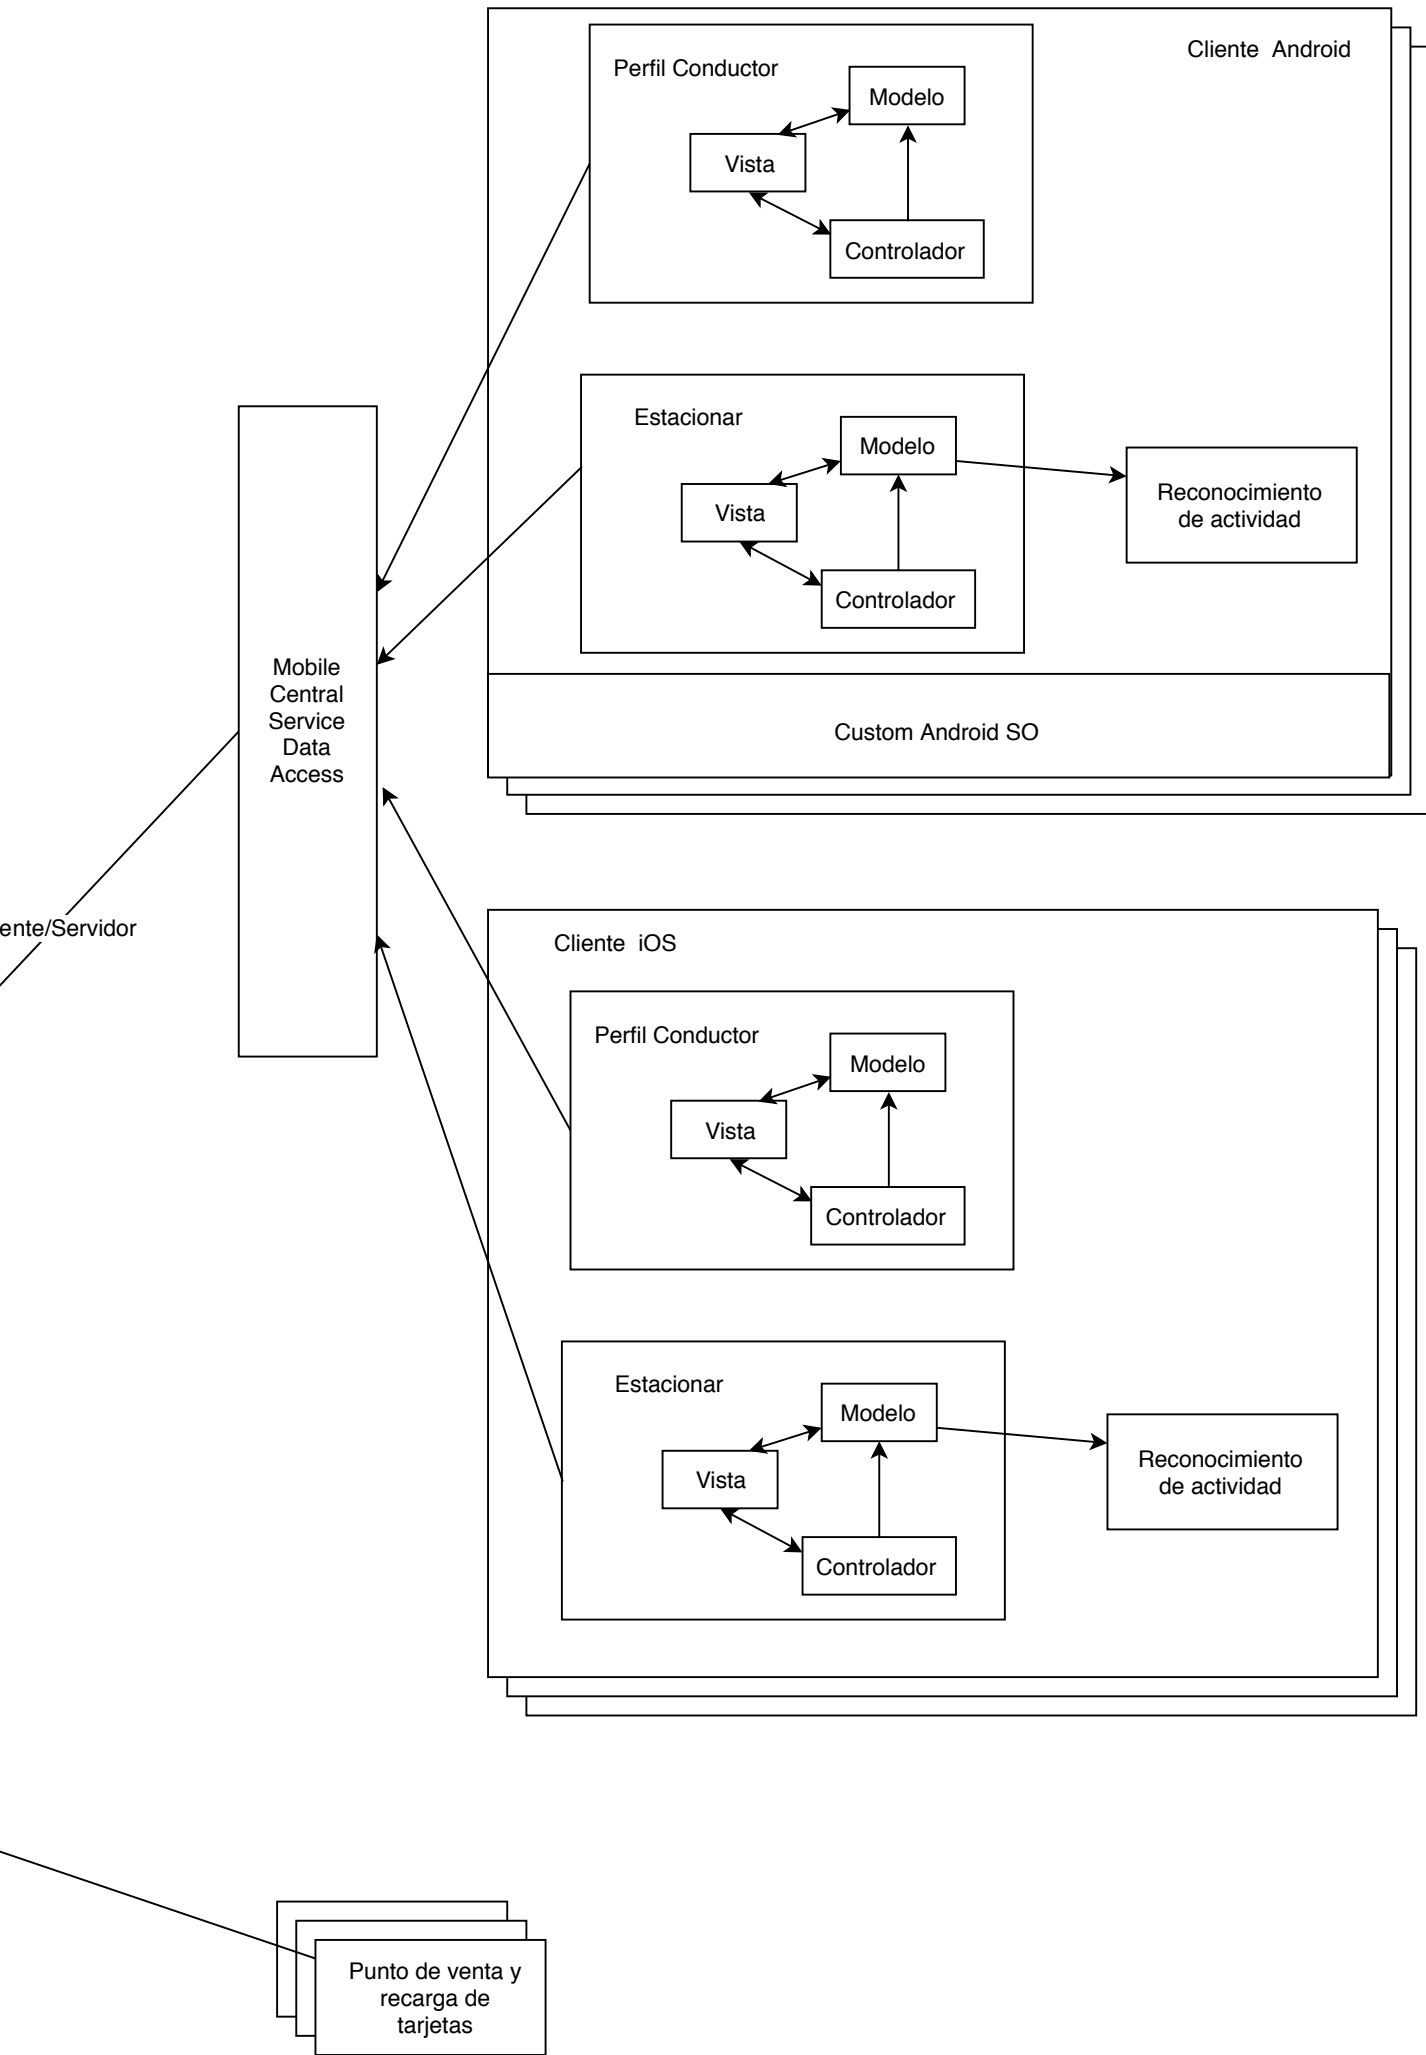 Cliente Android
Perfil Conductor
Modelo
Vista
Controlador
Estacionar
Modelo
Vista
Controlador
Reconocimiento
de actividad
Custom Android SO
Mobile
Central
Service
Data
Access
ente/Servidor
Cliente iOS
Perfil Conductor
Modelo
Vista
Controlador
Estacionar
Modelo
Vista
Controlador
Reconocimiento
de actividad
Punto de venta y
recarga de
tarjetas